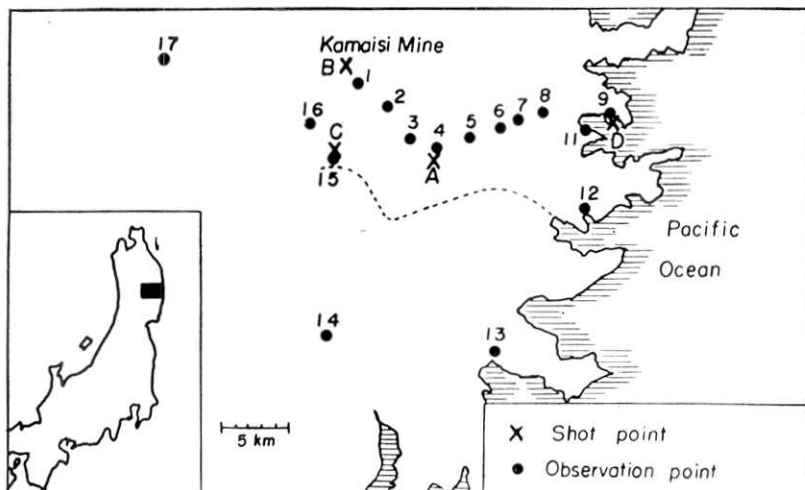 17
Kamaisi Mine
B
1
2
16
C
3
4
5
6
7
8
9
11
D
15
A
12
Pacific
Ocean
14
13
5 km
Shot point
Observation point